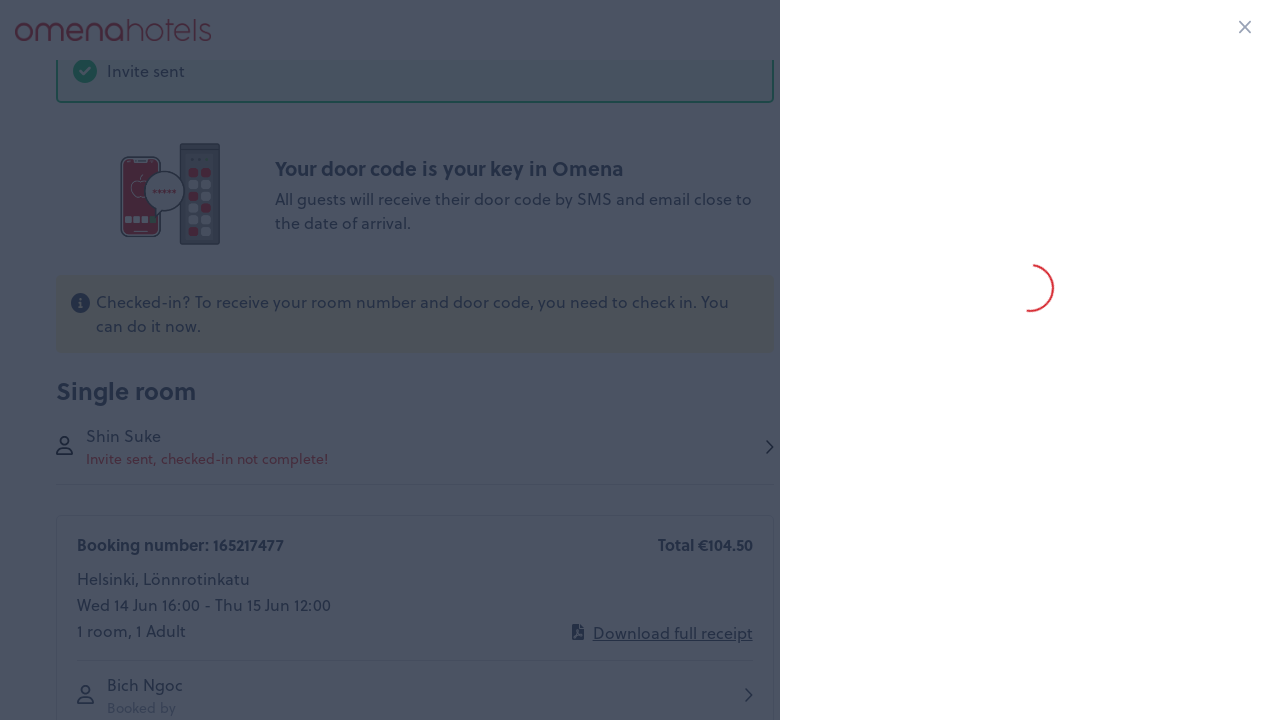 omenahotels
Invite sent
Your door code is your key in Omena
All guests will receive their door code by SMS and email close to
the date of arrival.
Checked-in? To receive your room number and door code, you need to check in. You
can do it now.
Single room
Shin Suke
Invite sent, checked-in not complete!
Booking number: 165217477
Total €104.50
Helsinki, Lönnrotinkatu
Wed 14 Jun 16:00 - Thu 15 Jun 12:00
1 room, 1 Adult
Download full receipt
Bich Ngoc
Booked by